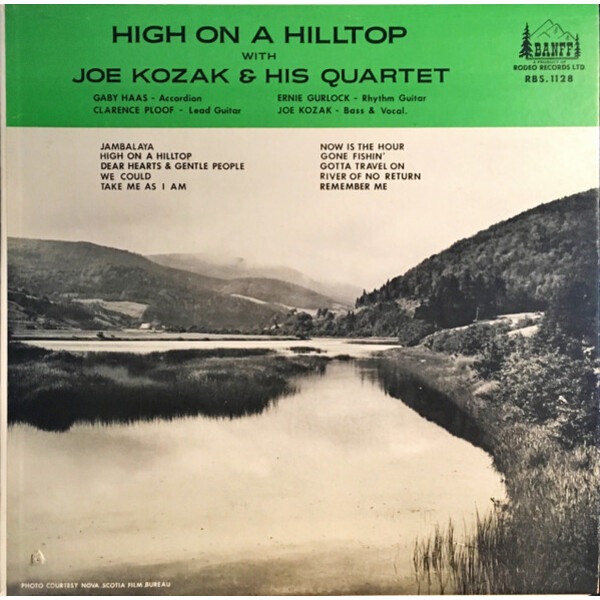 HIGH ON A HILLTOP
WITH
JOE KOZAK & HIS QUARTET
GABY HAAS - Accordion
CLARENCE PLOOF - Lead Guitar
ERNIE GURLOCK - Rhythm Guitar
JOE KOZAK - Bass & Vocal.
BANFF
A PRODUCT OF
RODEO RECORDS LTD
RBS.1128
JAMBALAYA
HIGH ON A HILLTOP
DEAR HEARTS & GENTLE PEOPLE
WE COULD
TAKE ME AS I AM
NOW IS THE HOUR
GONE FISHIN'
GOTTA TRAVEL ON
RIVER OF NO RETURN
REMEMBER ME
PHOTO COURTESY NOVA SCOTIA FILM BUREAU